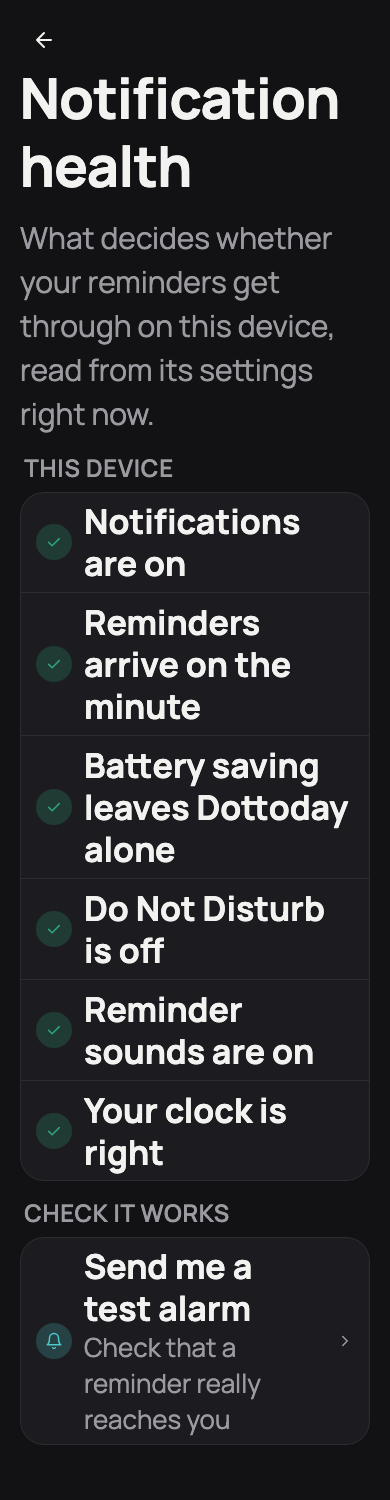 Notification
health
What decides whether
your reminders get
through on this device,
read from its settings
right now.
THIS DEVICE
Notifications
are on
Reminders
arrive on the
minute
Battery saving
leaves Dottoday
alone
Do Not Disturb
is off
Reminder
sounds are on
Your clock is
right
CHECK IT WORKS
Send me a
test alarm
Check that a
reminder really
reaches you